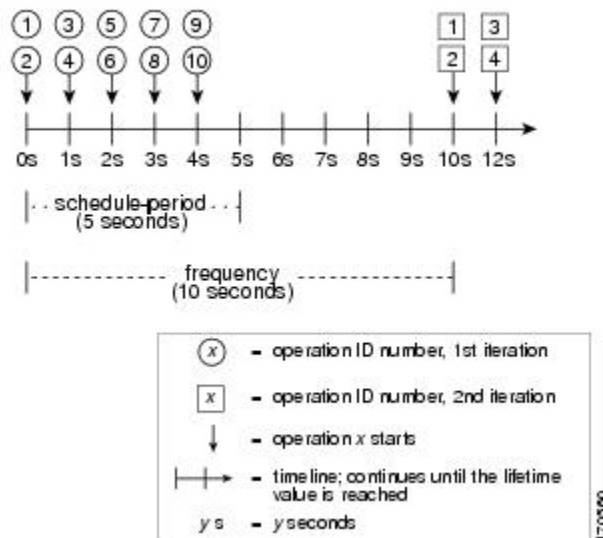 1 3 5 7 9 1 3
2 4 6 8 10 2 4
0s 1s 2s 3s 4s 5s 6s 7s 8s 9s 10s 12s
schedule-period
(5 seconds)
frequency
(10 seconds)
x = operation ID number, 1st iteration
x = operation ID number, 2nd iteration
= operation x starts
= timeline; continues until the lifetime
value is reached
y s = y seconds